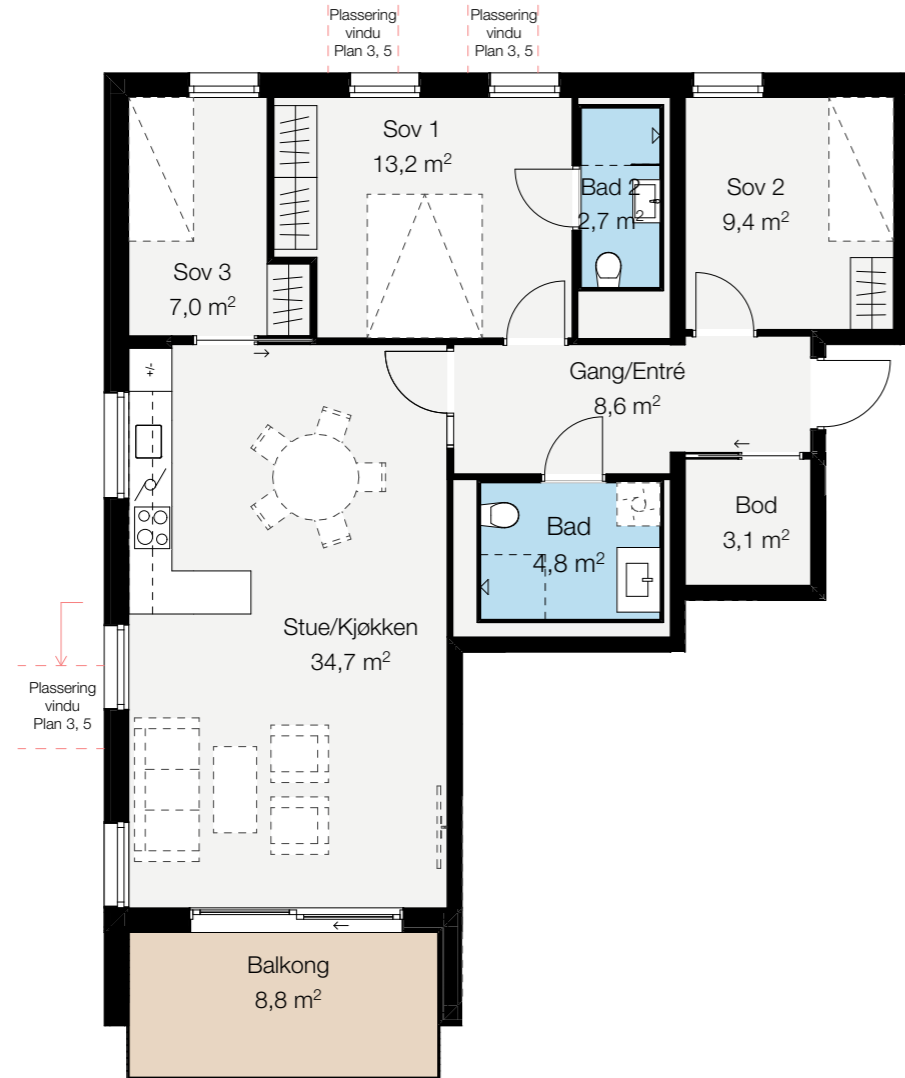 Plassering
vindu
Plan 3, 5
Plassering
vindu
Plan 3, 5
Sov 1
13,2 m²
Bad 2
2,7 m²
Sov 2
9,4 m²
Sov 3
7,0 m²
+/-
Gang/Entré
8,6 m²
Bad
4,8 m²
Bod
3,1 m²
Stue/Kjøkken
34,7 m²
Plassering
vindu
Plan 3, 5
Balkong
8,8 m²